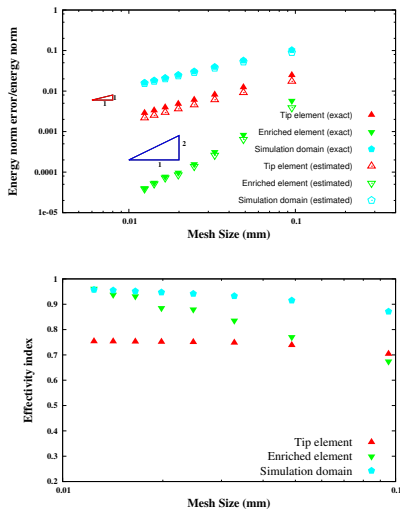 Energy norm error/energy norm
1
0.1
0.01
0.001
0.0001
1e-05
1
1
2
1
Tip element (exact)
Enriched element (exact)
Simulation domain (exact)
Tip element (estimated)
Enriched element (estimated)
Simulation domain (estimated)
0.01
0.1
Mesh Size (mm)
Effectivity index
1
0.9
0.8
0.7
0.6
0.5
0.4
0.3
0.2
Tip element
Enriched element
Simulation domain
0.01
0.1
Mesh Size (mm)